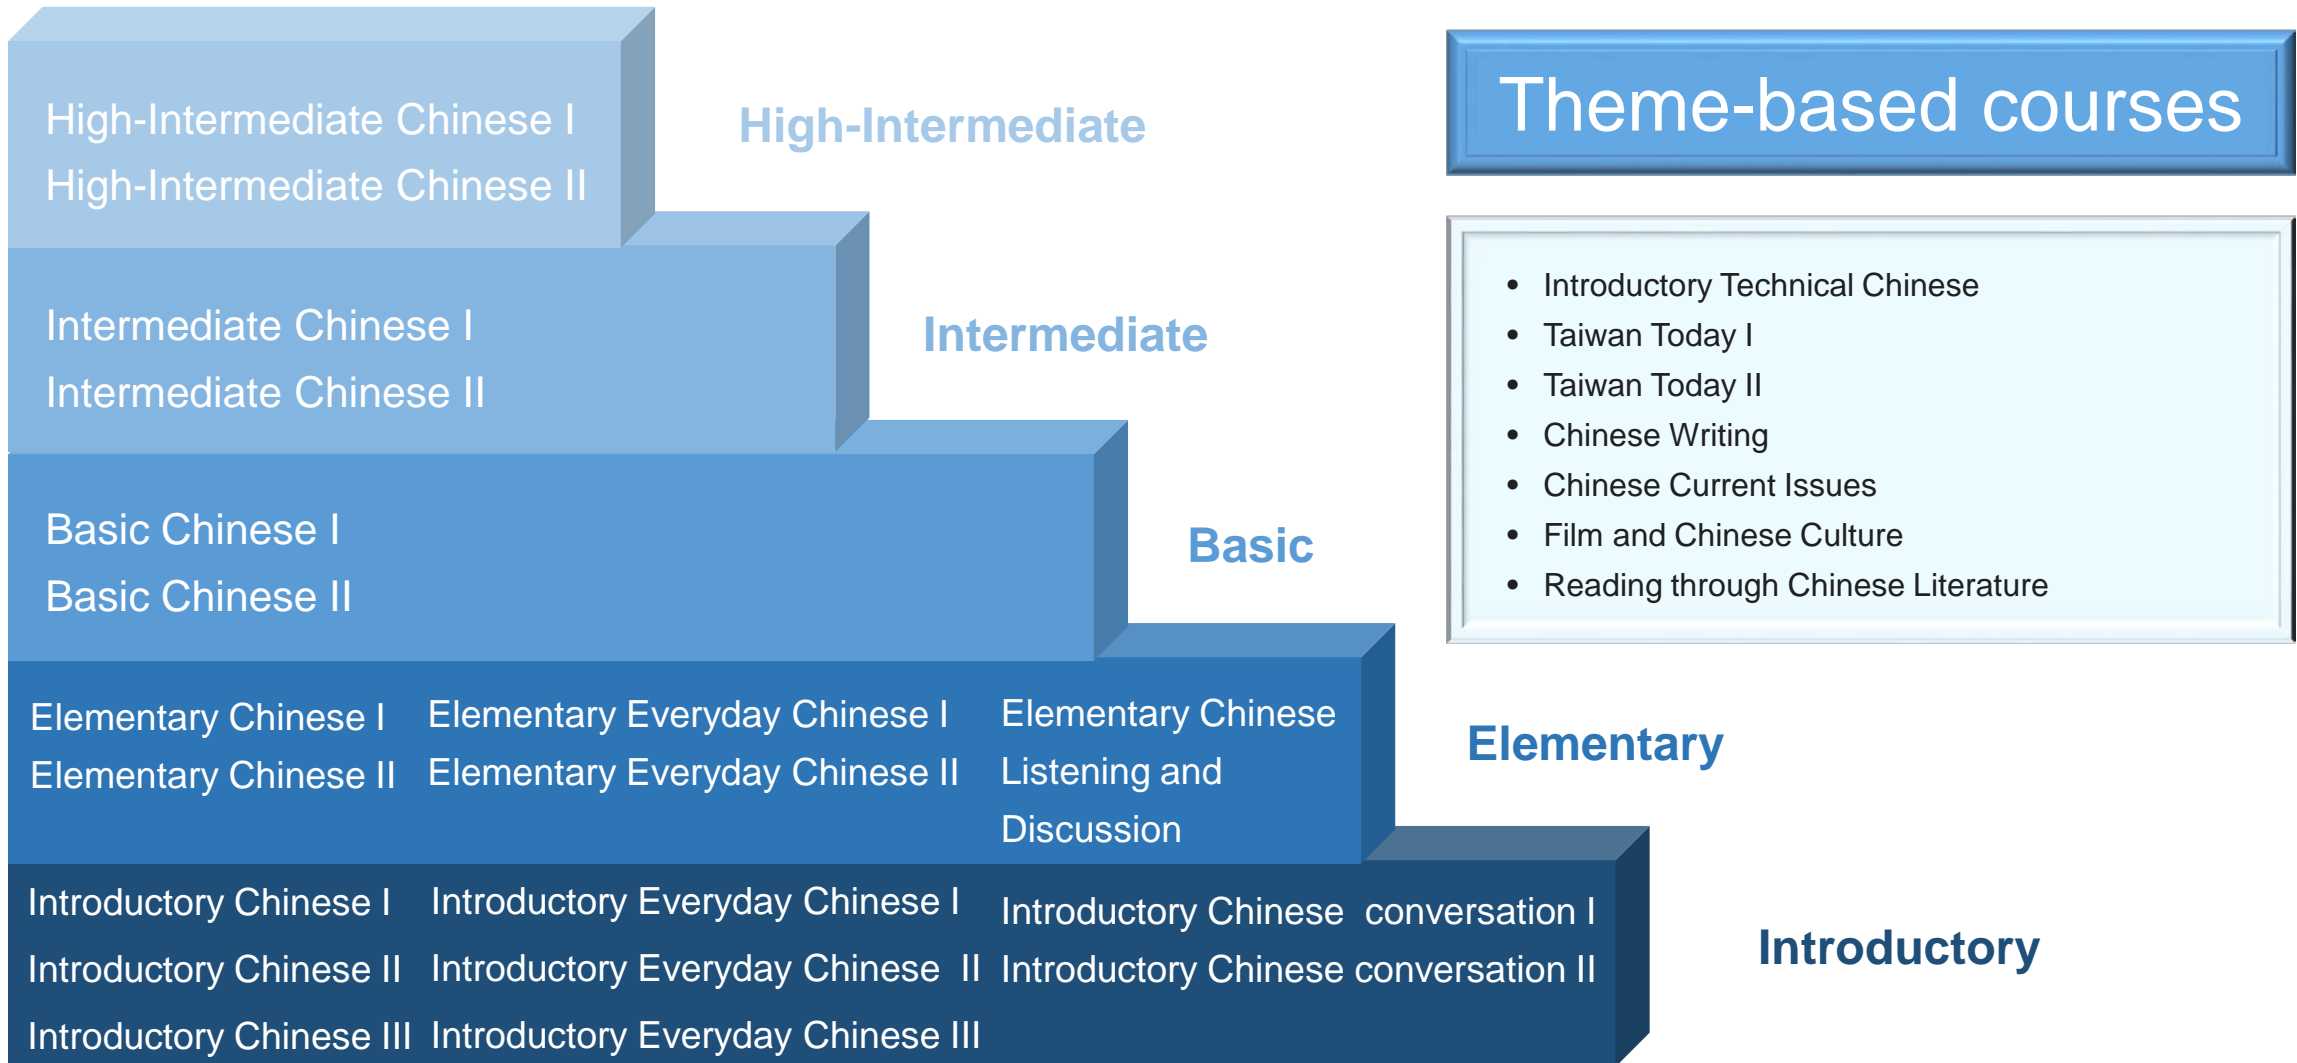 High-Intermediate Chinese I
High-Intermediate Chinese II
High-Intermediate
Intermediate Chinese I
Intermediate Chinese II
Intermediate
Basic Chinese I
Basic Chinese II
Basic
Elementary Chinese I
Elementary Chinese II
Elementary Everyday Chinese I
Elementary Everyday Chinese II
Elementary Chinese
Listening and
Discussion
Elementary
Introductory Chinese I
Introductory Chinese II
Introductory Chinese III
Introductory Everyday Chinese I
Introductory Everyday Chinese II
Introductory Everyday Chinese III
Introductory Chinese conversation I
Introductory Chinese conversation II
Introductory
Theme-based courses
• Introductory Technical Chinese
• Taiwan Today I
• Taiwan Today II
• Chinese Writing
• Chinese Current Issues
• Film and Chinese Culture
• Reading through Chinese Literature